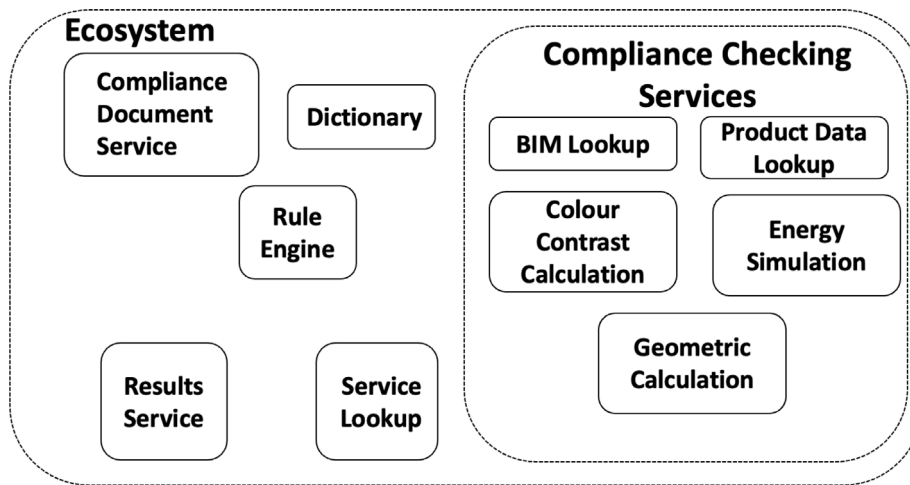 Ecosystem
Compliance
Document
Service
Dictionary
Rule
Engine
Results
Service
Service
Lookup
Compliance Checking
Services
BIM Lookup
Product Data
Lookup
Colour
Contrast
Calculation
Energy
Simulation
Geometric
Calculation